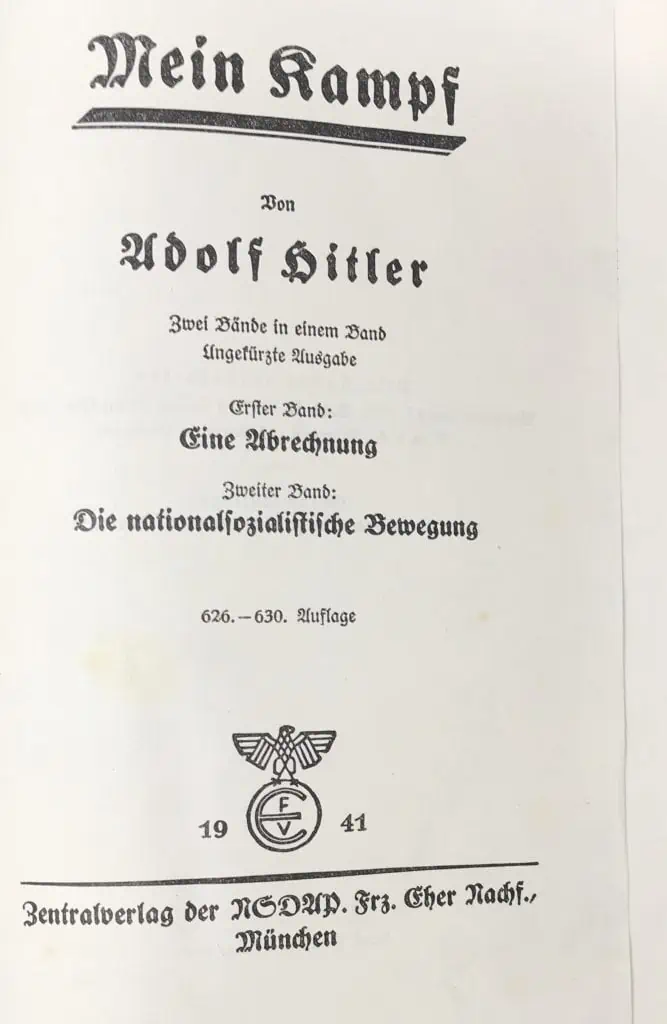 Mein Kampf
Von
Adolf Hitler
Zwei Bände in einem Band
Ungekürzte Ausgabe
Erster Band:
Eine Abrechnung
Zweiter Band:
Die nationalsozialistische Bewegung
626.–630. Auflage
F
E
V
19 41
Zentralverlag der NSDAP. Frz. Eher Nachf.,
München